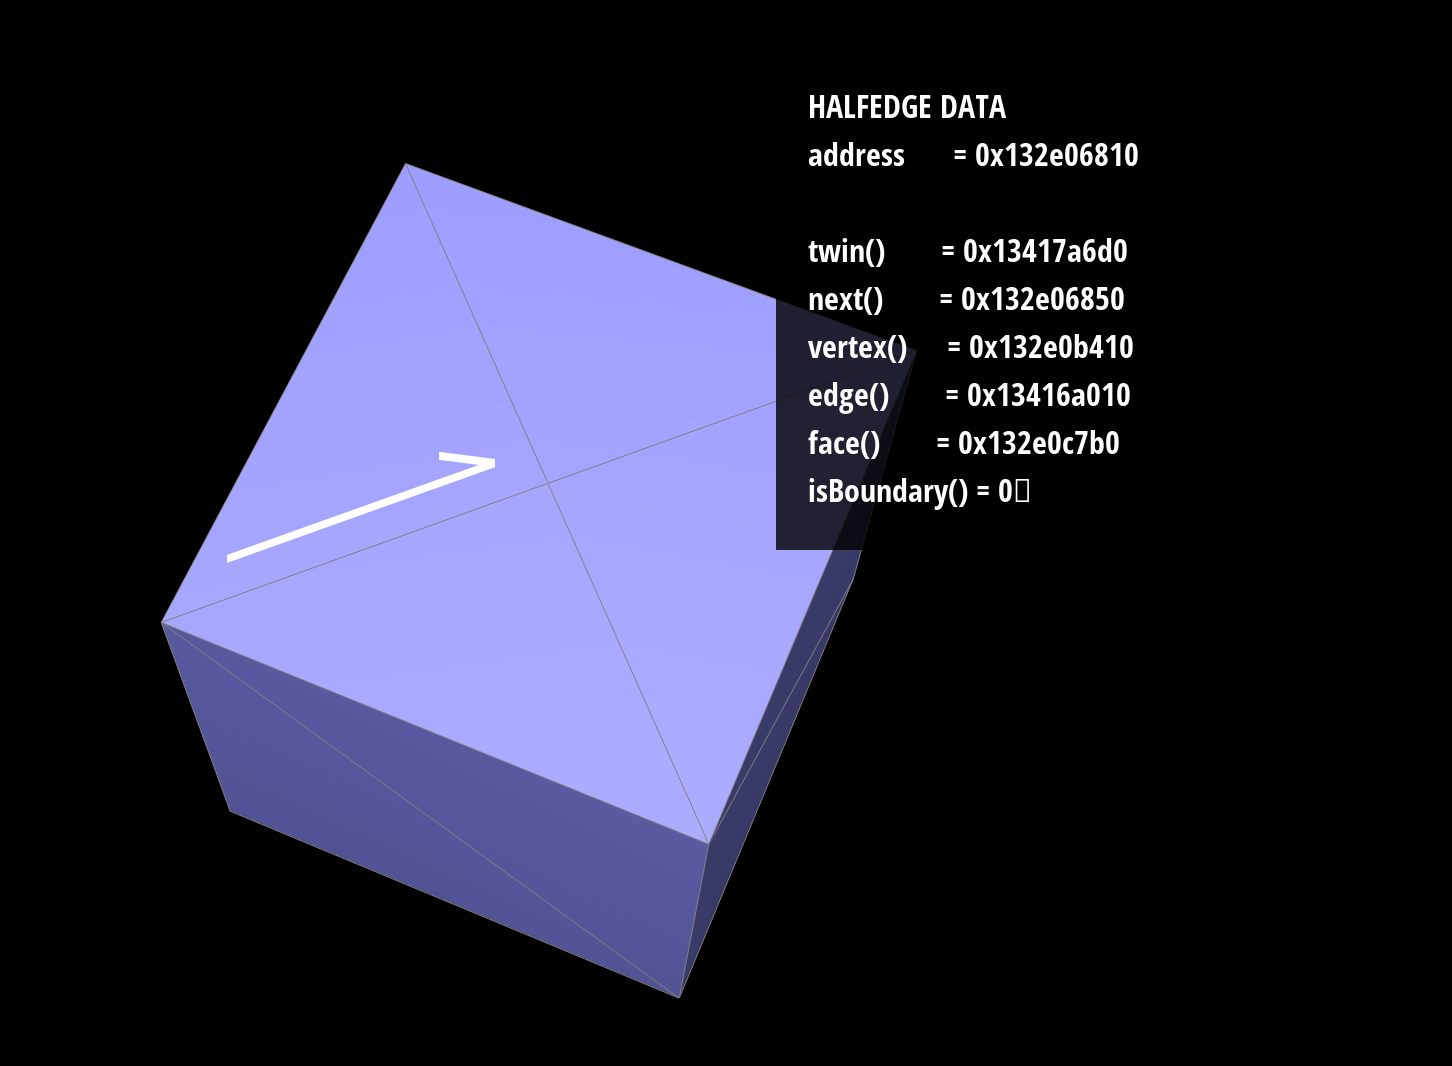 HALFEDGE DATA
address = 0x132e06810
twin() = 0x13417a6d0
next() = 0x132e06850
vertex() = 0x132e0b410
edge() = 0x13416a010
face() = 0x132e0c7b0
isBoundary() = 0